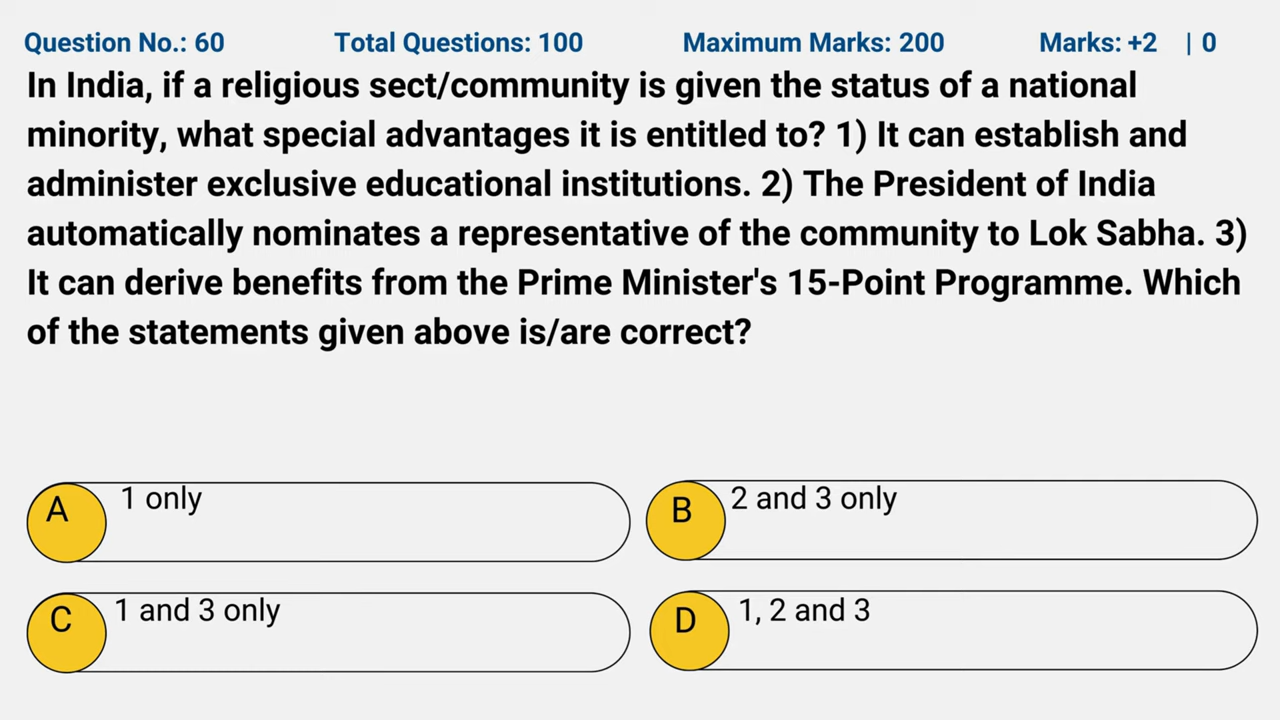 Question No.: 60 Total Questions: 100 Maximum Marks: 200 Marks: +2 | 0
In India, if a religious sect/community is given the status of a national
minority, what special advantages it is entitled to? 1) It can establish and
administer exclusive educational institutions. 2) The President of India
automatically nominates a representative of the community to Lok Sabha. 3)
It can derive benefits from the Prime Minister's 15-Point Programme. Which
of the statements given above is/are correct?
A 1 only
B 2 and 3 only
C 1 and 3 only
D 1, 2 and 3